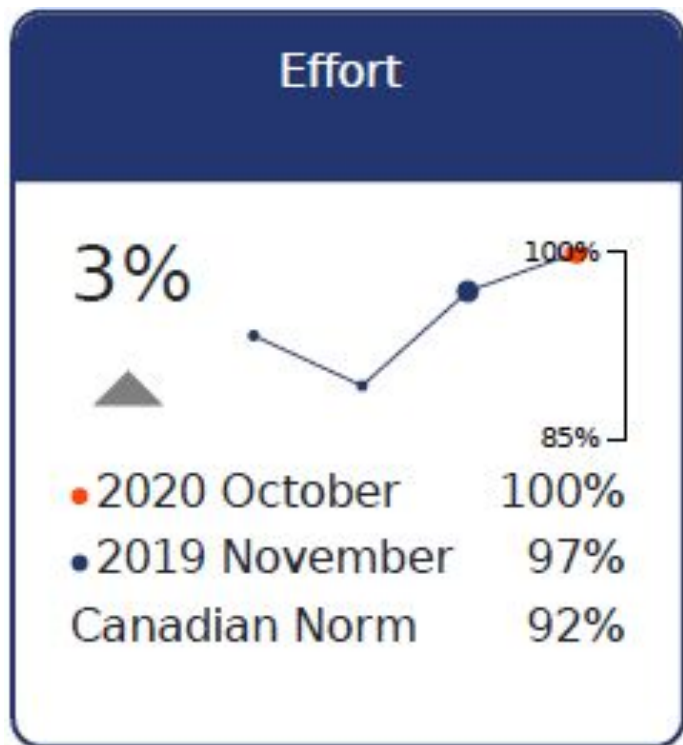 Effort
3%
100%
85%
2020 October 100%
2019 November 97%
Canadian Norm 92%